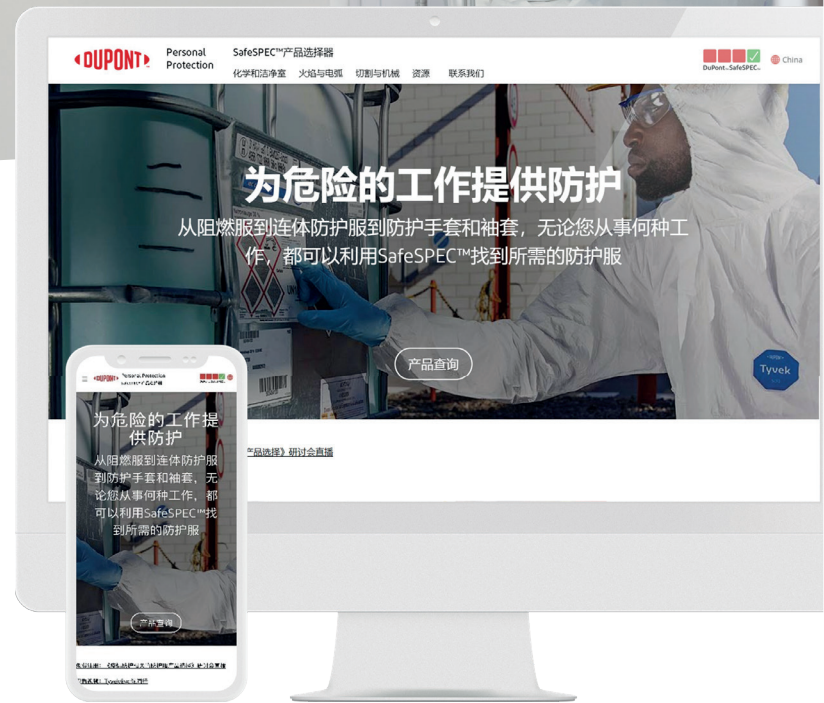 DUPONT
Personal
Protection
SafeSPEC™产品选择器
化学和洁净室 火焰与电弧 切割与机械 资源 联系我们
DuPont™ SafeSPEC™
China
为危险的工作提供防护
从阻燃服到连体防护服到防护手套和袖套，无论您从事何种工
作，都可以利用SafeSPEC™找到所需的防护服
产品查询
Tyvek
产品选择》研讨会直播
DUPONT
Personal Protection
为危险的工作提
供防护
从阻燃服到连体防护服
到防护手套和袖套，无
论您从事何种工作，都
可以利用SafeSPEC™找
到所需的防护服
产品查询
研讨会直播